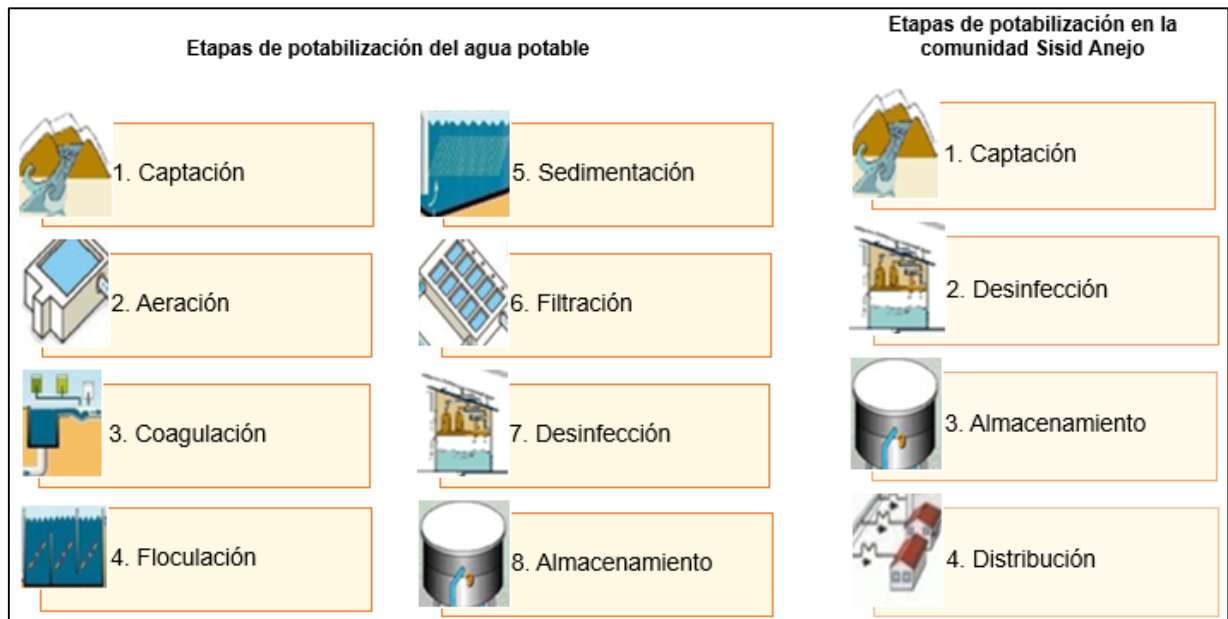 Etapas de potabilización del agua potable
1. Captación
2. Aeración
3. Coagulación
4. Floculación
5. Sedimentación
6. Filtración
7. Desinfección
8. Almacenamiento
Etapas de potabilización en la
comunidad Sisid Anejo
1. Captación
2. Desinfección
3. Almacenamiento
4. Distribución